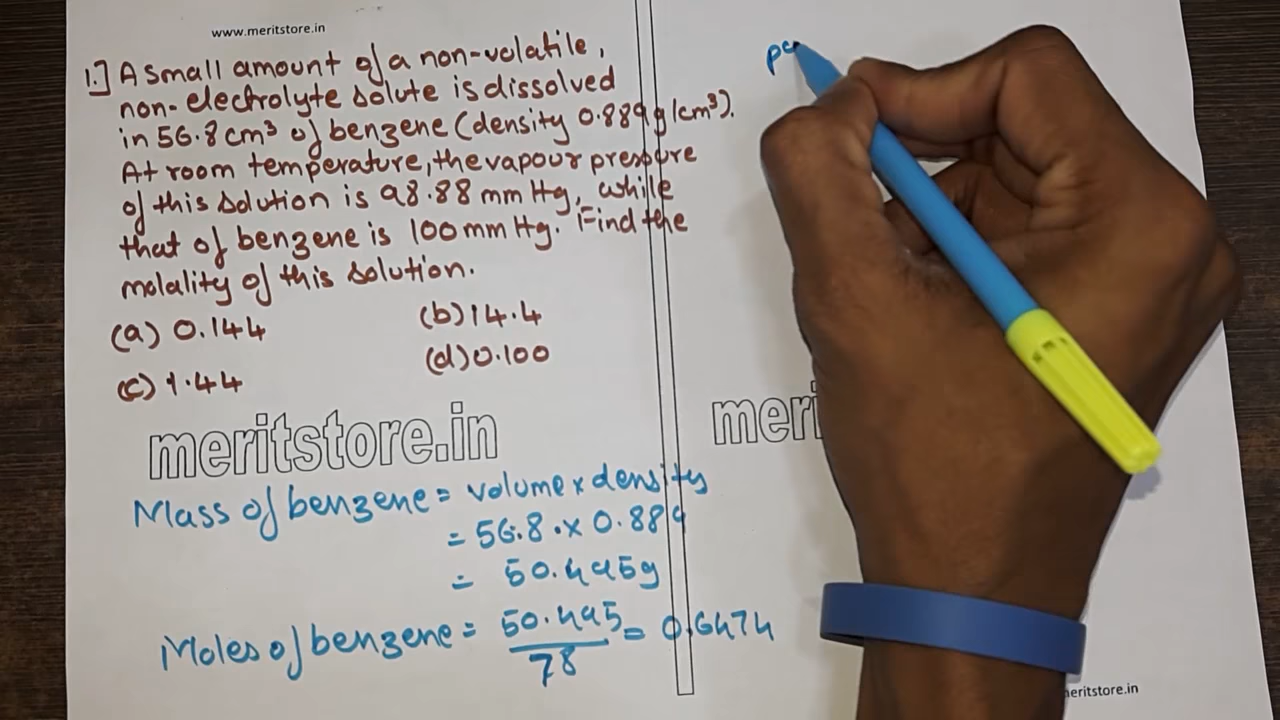 www.meritstore.in
1.] A small amount of a non-volatile,
non-electrolyte solute is dissolved
in 56.8 cm³ of benzene (density 0.889 g/cm³).
At room temperature, the vapour pressure
of this solution is 98.88 mm Hg, while
that of benzene is 100 mm Hg. Find the
molality of this solution.
(a) 0.144 (b) 14.4
(c) 1.44 (d) 0.100
meritstore.in
Mass of benzene = volume × density
= 56.8 × 0.889
= 50.495g
Moles of benzene = 50.495 / 78 = 0.6474
meritstore.in